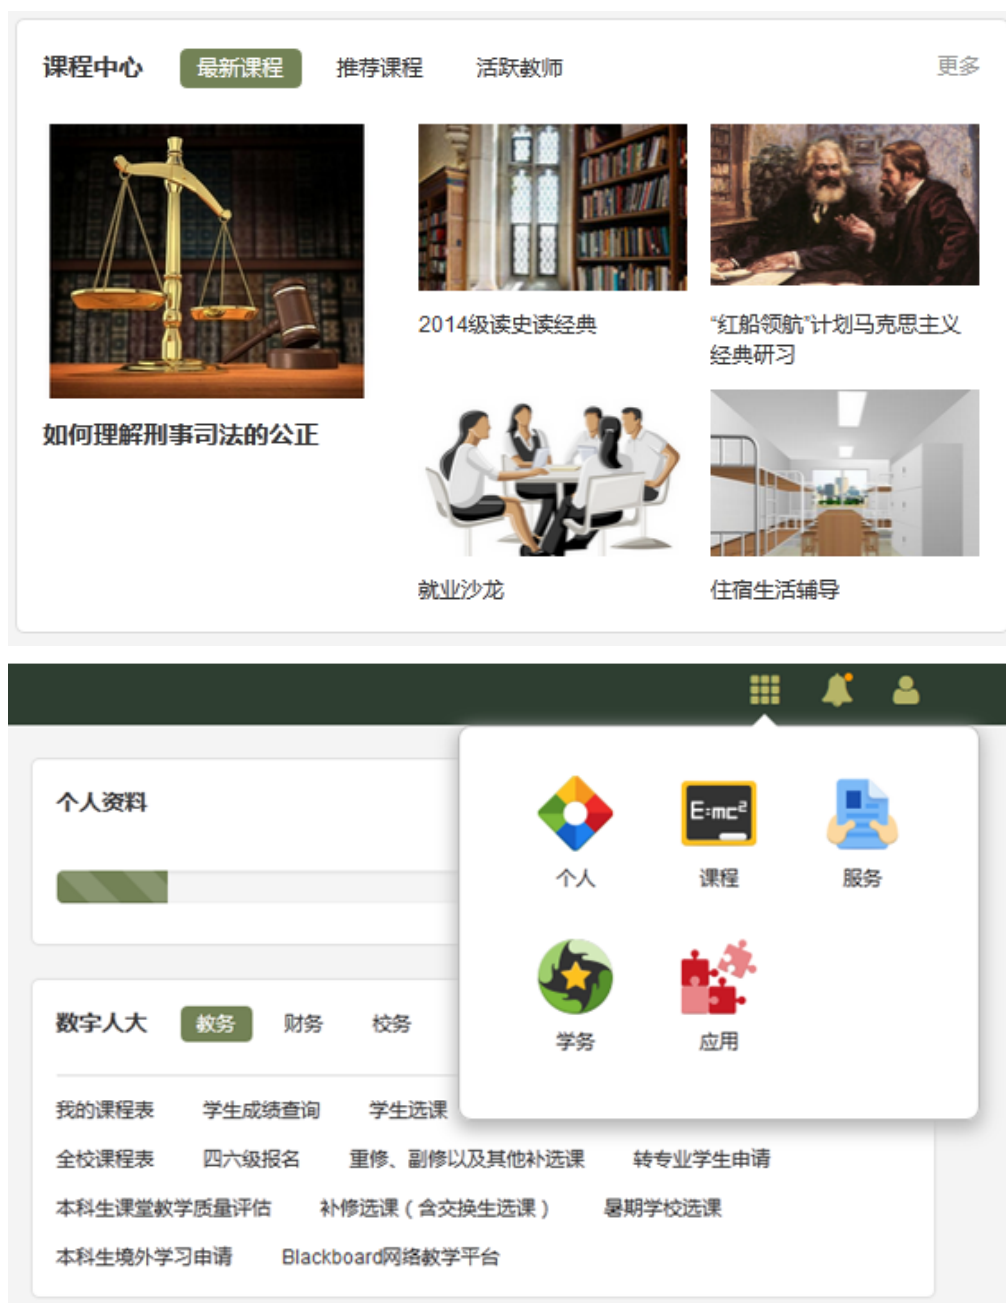 课程中心 最新课程 推荐课程 活跃教师 更多
2014级读史读经典
“红船领航”计划马克思主义
经典研习
如何理解刑事司法的公正
就业沙龙
住宿生活辅导
个人资料
E=mc²
个人 课程 服务
学务 应用
数字人大 教务 财务 校务
我的课程表 学生成绩查询 学生选课
全校课程表 四六级报名 重修、副修以及其他补选课 转专业学生申请
本科生课堂教学质量评估 补修选课（含交换生选课） 暑期学校选课
本科生境外学习申请 Blackboard网络教学平台